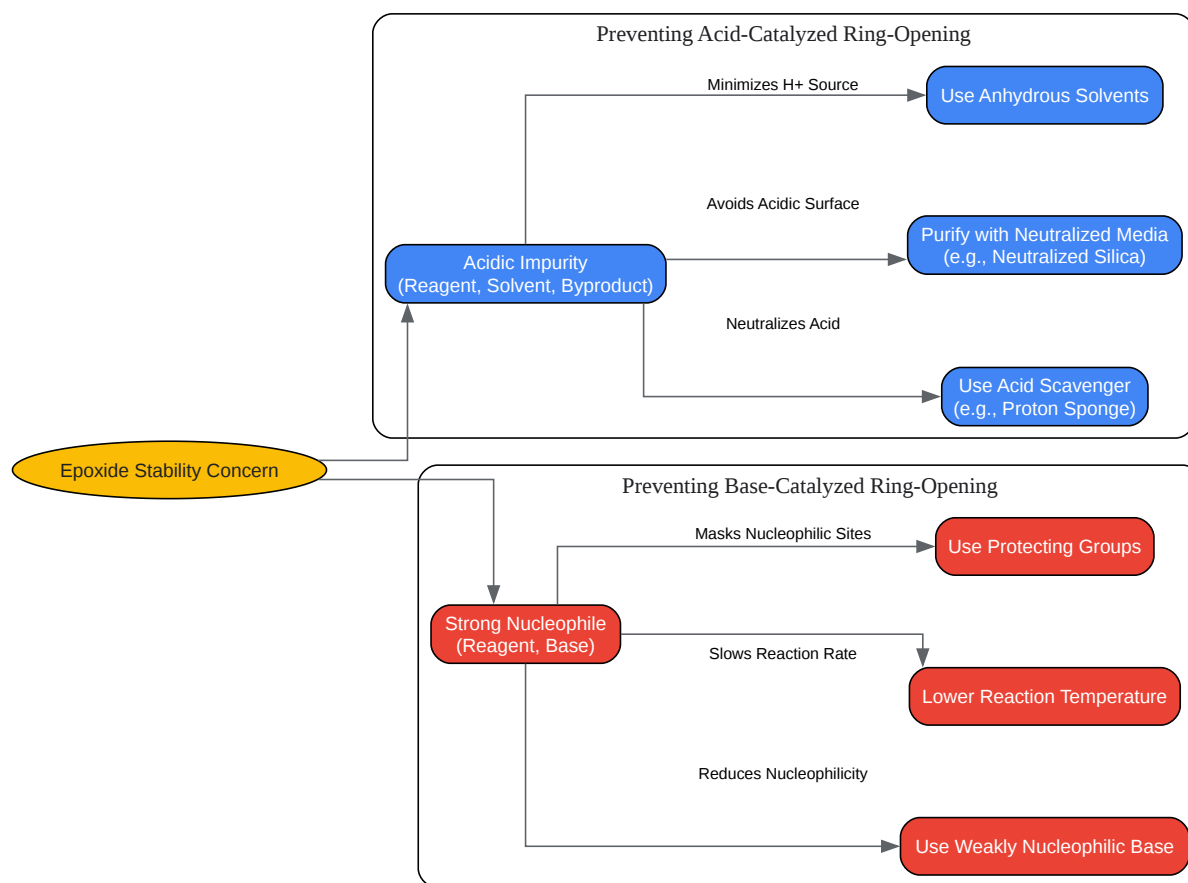 Preventing Acid-Catalyzed Ring-Opening
Minimizes H+ Source
Use Anhydrous Solvents
Avoids Acidic Surface
Purify with Neutralized Media
(e.g., Neutralized Silica)
Acidic Impurity
(Reagent, Solvent, Byproduct)
Neutralizes Acid
Use Acid Scavenger
(e.g., Proton Sponge)
Epoxide Stability Concern
Preventing Base-Catalyzed Ring-Opening
Masks Nucleophilic Sites
Use Protecting Groups
Strong Nucleophile
(Reagent, Base)
Slows Reaction Rate
Lower Reaction Temperature
Reduces Nucleophilicity
Use Weakly Nucleophilic Base